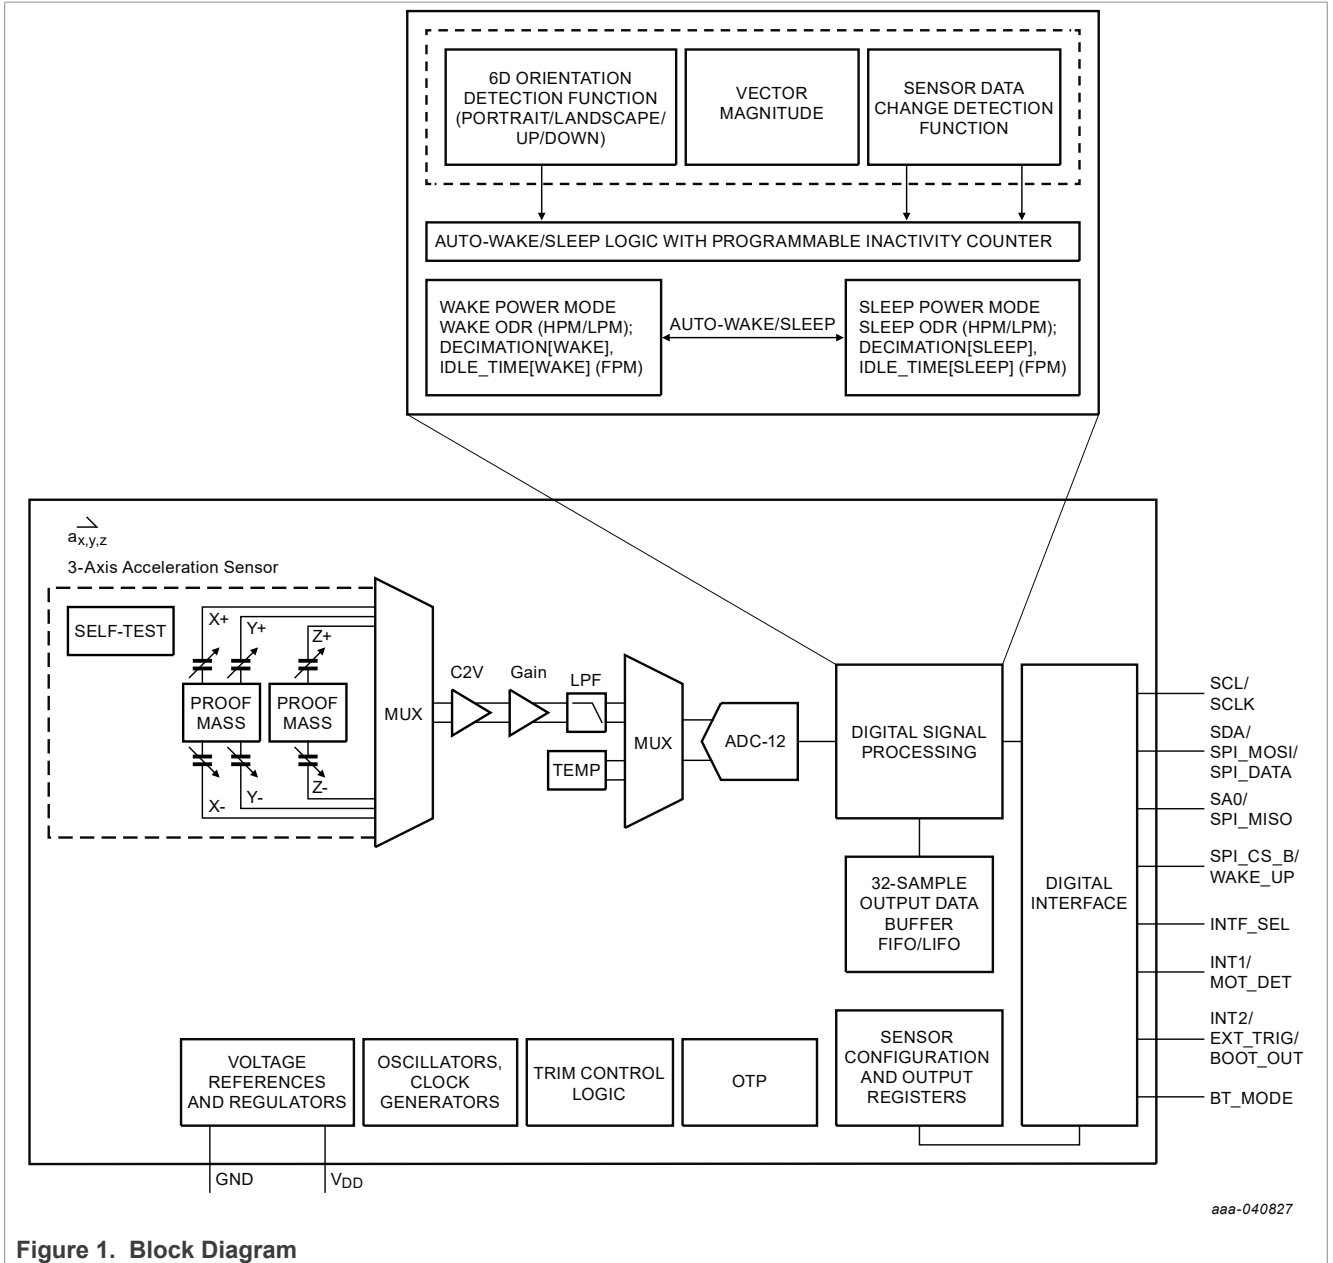 6D ORIENTATION
DETECTION FUNCTION
(PORTRAIT/LANDSCAPE/
UP/DOWN)
VECTOR
MAGNITUDE
SENSOR DATA
CHANGE DETECTION
FUNCTION
AUTO-WAKE/SLEEP LOGIC WITH PROGRAMMABLE INACTIVITY COUNTER
WAKE POWER MODE
WAKE ODR (HPM/LPM);
DECIMATION[WAKE],
IDLE_TIME[WAKE] (FPM)
AUTO-WAKE/SLEEP
SLEEP POWER MODE
SLEEP ODR (HPM/LPM);
DECIMATION[SLEEP],
IDLE_TIME[SLEEP] (FPM)
ax,y,z
3-Axis Acceleration Sensor
SELF-TEST
X+
Y+
Z+
PROOF
MASS
PROOF
MASS
X-
Y-
Z-
MUX
C2V
Gain
LPF
TEMP
MUX
ADC-12
DIGITAL SIGNAL
PROCESSING
32-SAMPLE
OUTPUT DATA
BUFFER
FIFO/LIFO
DIGITAL
INTERFACE
SCL/
SCLK
SDA/
SPI_MOSI/
SPI_DATA
SA0/
SPI_MISO
SPI_CS_B/
WAKE_UP
INTF_SEL
INT1/
MOT_DET
INT2/
EXT_TRIG/
BOOT_OUT
BT_MODE
VOLTAGE
REFERENCES
AND REGULATORS
OSCILLATORS,
CLOCK
GENERATORS
TRIM CONTROL
LOGIC
OTP
SENSOR
CONFIGURATION
AND OUTPUT
REGISTERS
GND
VDD
aaa-040827
Figure 1. Block Diagram